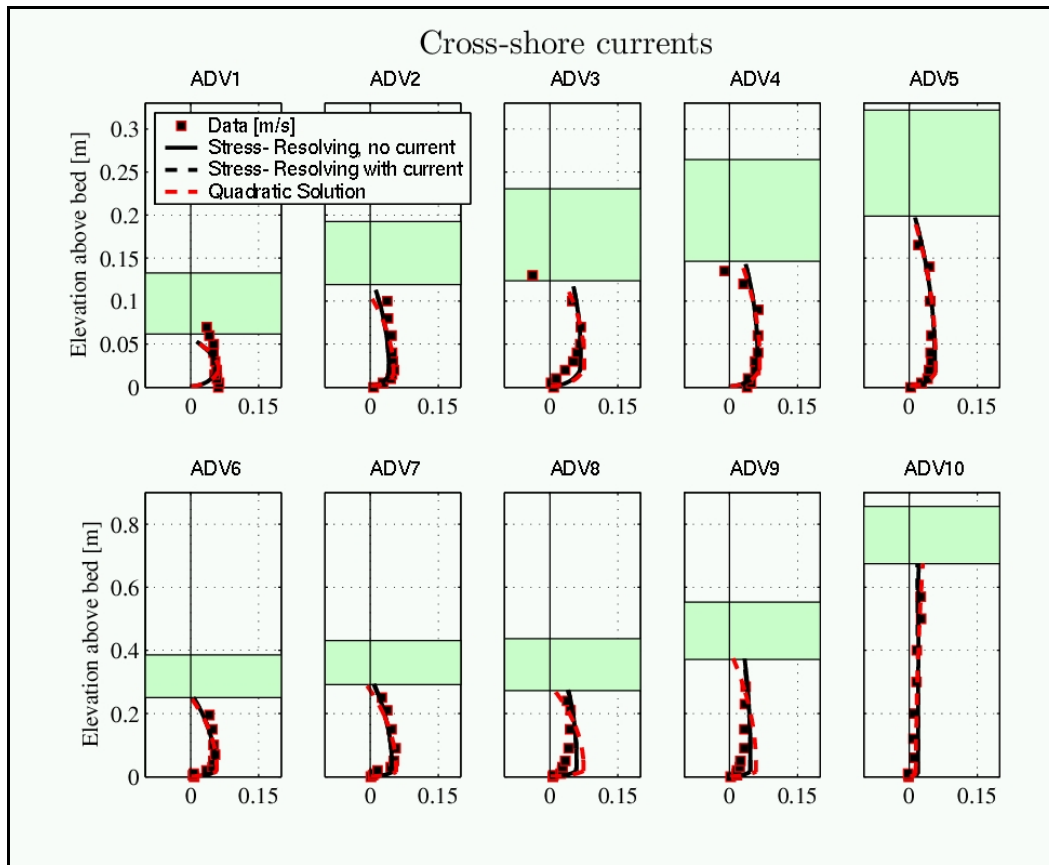 Cross-shore currents
ADV1 ADV2 ADV3 ADV4 ADV5
Elevation above bed [m]
0.3
0.25
0.2
0.15
0.1
0.05
0
Data [m/s]
Stress- Resolving, no current
Stress- Resolving with current
Quadratic Solution
0 0.15 0 0.15 0 0.15 0 0.15 0 0.15
ADV6 ADV7 ADV8 ADV9 ADV10
Elevation above bed [m]
0.8
0.6
0.4
0.2
0
0 0.15 0 0.15 0 0.15 0 0.15 0 0.15